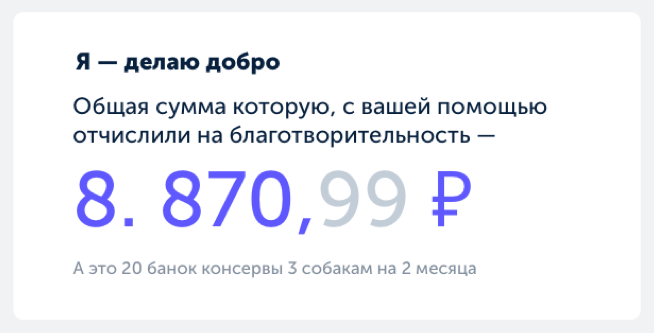 Я — делаю добро
Общая сумма которую, с вашей помощью
отчислили на благотворительность —
8. 870,99 ₽
А это 20 банок консервы 3 собакам на 2 месяца